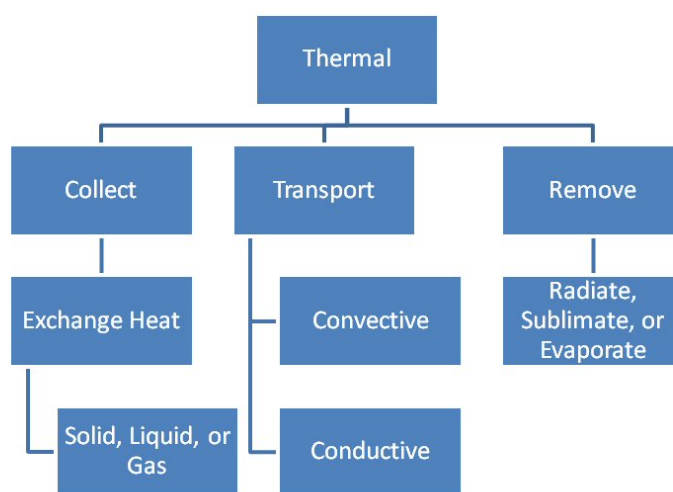 Thermal
Collect
Transport
Remove
Exchange Heat
Convective
Radiate,
Sublimate, or
Evaporate
Solid, Liquid, or
Gas
Conductive